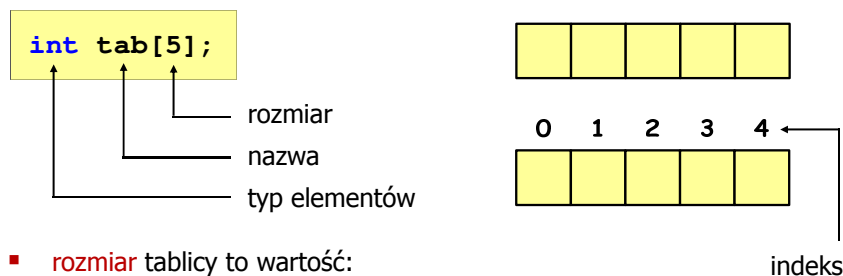 int tab[5];
rozmiar
nazwa
typ elementów
0 1 2 3 4
indeks
▪ rozmiar tablicy to wartość: